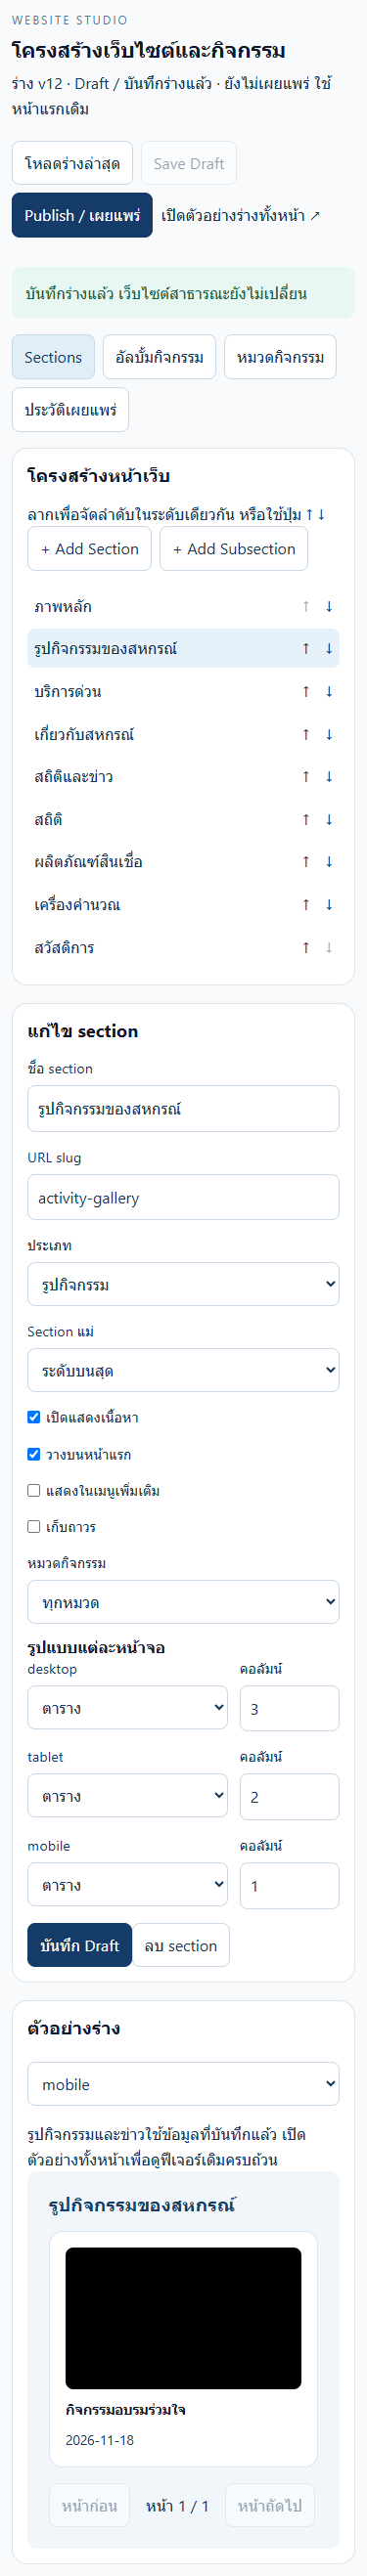 WEBSITE STUDIO
โครงสร้างเว็บไซต์และกิจกรรม
ร่าง v12 · Draft / บันทึกร่างแล้ว · ยังไม่เผยแพร่ ใช้
หน้าแรกเดิม
โหลดร่างล่าสุด Save Draft
Publish / เผยแพร่ เปิดตัวอย่างร่างทั้งหน้า ↗
บันทึกร่างแล้ว เว็บไซต์สาธารณะยังไม่เปลี่ยน
Sections อัลบั้มกิจกรรม หมวดกิจกรรม
ประวัติเผยแพร่
โครงสร้างหน้าเว็บ
ลากเพื่อจัดลำดับในระดับเดียวกัน หรือใช้ปุ่ม ↑ ↓
+ Add Section + Add Subsection
ภาพหลัก ↑ ↓
รูปกิจกรรมของสหกรณ์ ↑ ↓
บริการด่วน ↑ ↓
เกี่ยวกับสหกรณ์ ↑ ↓
สถิติและข่าว ↑ ↓
สถิติ ↑ ↓
ผลิตภัณฑ์สินเชื่อ ↑ ↓
เครื่องคำนวณ ↑ ↓
สวัสดิการ ↑ ↓
แก้ไข section
ชื่อ section
รูปกิจกรรมของสหกรณ์
URL slug
activity-gallery
ประเภท
รูปกิจกรรม
Section แม่
ระดับบนสุด
เปิดแสดงเนื้อหา
วางบนหน้าแรก
แสดงในเมนูเพิ่มเติม
เก็บถาวร
หมวดกิจกรรม
ทุกหมวด
รูปแบบแต่ละหน้าจอ
desktop คอลัมน์
ตาราง 3
tablet คอลัมน์
ตาราง 2
mobile คอลัมน์
ตาราง 1
บันทึก Draft ลบ section
ตัวอย่างร่าง
mobile
รูปกิจกรรมและข่าวใช้ข้อมูลที่บันทึกแล้ว เปิด
ตัวอย่างทั้งหน้าเพื่อดูฟีเจอร์เดิมครบถ้วน
รูปกิจกรรมของสหกรณ์
กิจกรรมอบรมร่วมใจ
2026-11-18
หน้าก่อน หน้า 1 / 1 หน้าถัดไป